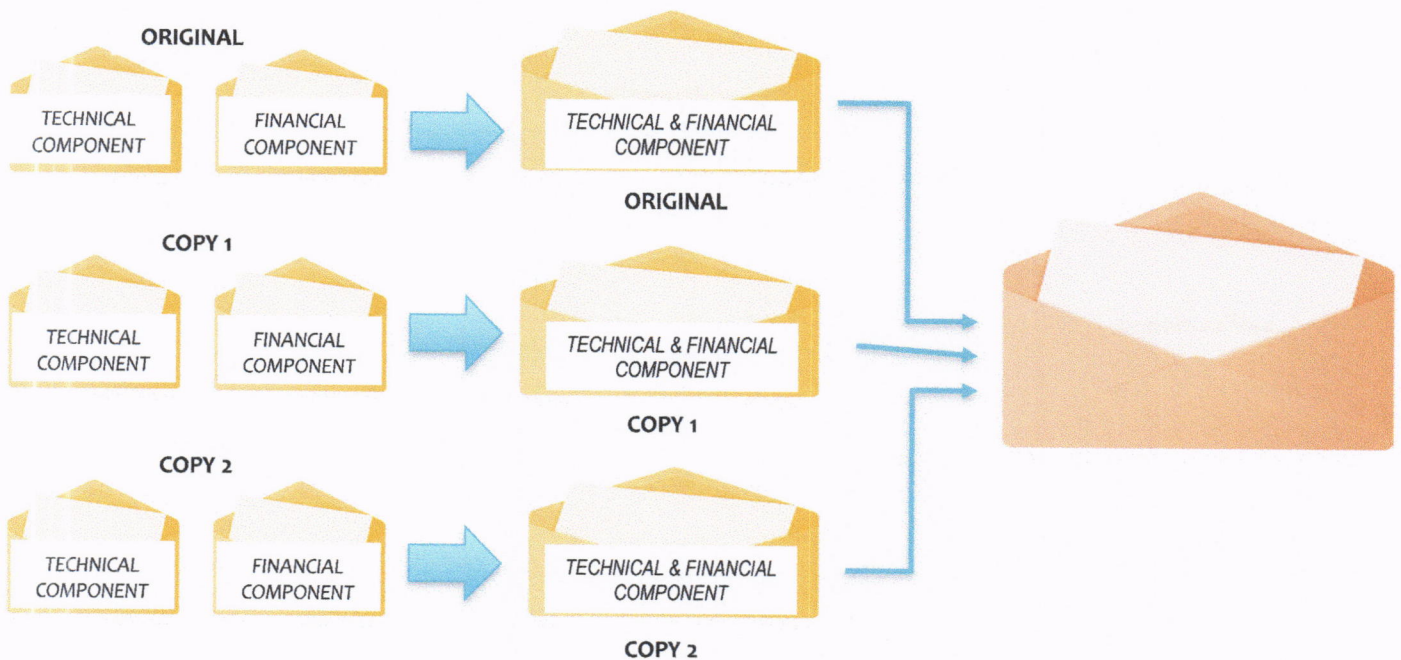 ORIGINAL
TECHNICAL
COMPONENT
FINANCIAL
COMPONENT
TECHNICAL & FINANCIAL
COMPONENT
ORIGINAL
COPY 1
TECHNICAL
COMPONENT
FINANCIAL
COMPONENT
TECHNICAL & FINANCIAL
COMPONENT
COPY 1
COPY 2
TECHNICAL
COMPONENT
FINANCIAL
COMPONENT
TECHNICAL & FINANCIAL
COMPONENT
COPY 2